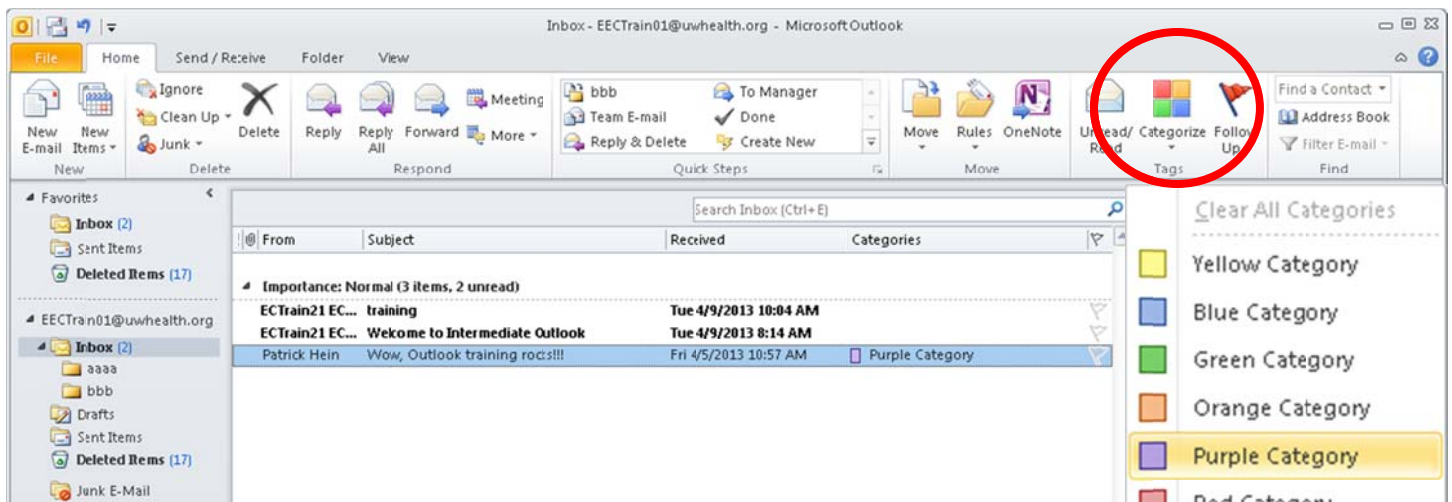 Inbox - EECTrain01@uwhealth.org - Microsoft Outlook
File Home Send / Receive Folder View
New E-mail
New Items
Ignore
Clean Up
Junk
Delete
Reply
Reply All
Forward
Meeting
More
bbb
Team E-mail
Reply & Delete
To Manager
Done
Create New
Move
Rules
OneNote
Unread/ Read
Categorize
Follow Up
Find a Contact
Address Book
Filter E-mail
New Delete Respond Quick Steps Move Tags Find
Favorites
Inbox (2)
Sent Items
Deleted Items (17)
EECTran01@uwhealth.org
Inbox (2)
aaaa
bbb
Drafts
Sent Items
Deleted Items (17)
Junk E-Mail
Search Inbox (Ctrl+E)
From Subject Received Categories
Importance: Normal (3 items, 2 unread)
ECTrain21 EC... training Tue 4/9/2013 10:04 AM
ECTrain21 EC... Welcome to Intermediate Outlook Tue 4/9/2013 8:14 AM
Patrick Hein Wow, Outlook training rocks!!! Fri 4/5/2013 10:57 AM Purple Category
Clear All Categories
Yellow Category
Blue Category
Green Category
Orange Category
Purple Category
Red Category